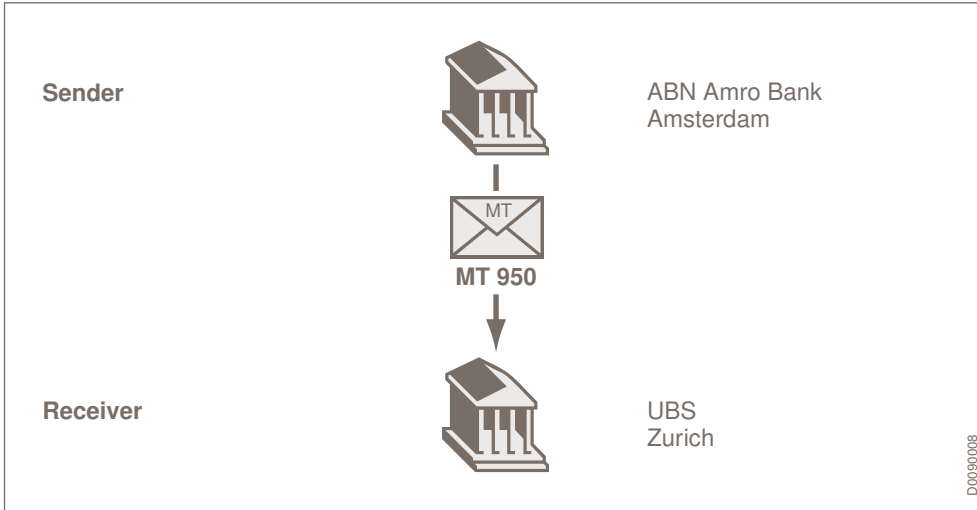 Sender
ABN Amro Bank
Amsterdam
MT
MT 950
Receiver
UBS
Zurich
D0090008